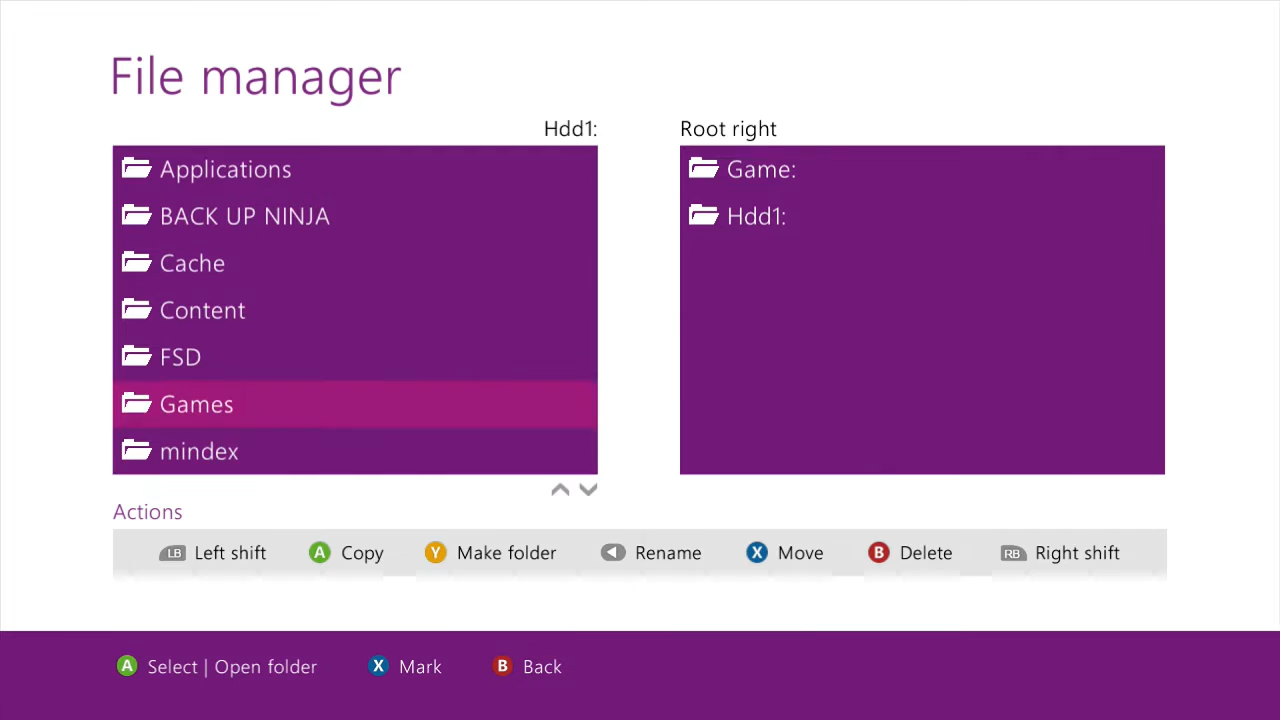 File manager
Hdd1:
Applications
BACK UP NINJA
Cache
Content
FSD
Games
mindex
Root right
Game:
Hdd1:
Actions
LB Left shift A Copy Y Make folder Rename X Move B Delete RB Right shift
A Select | Open folder X Mark B Back